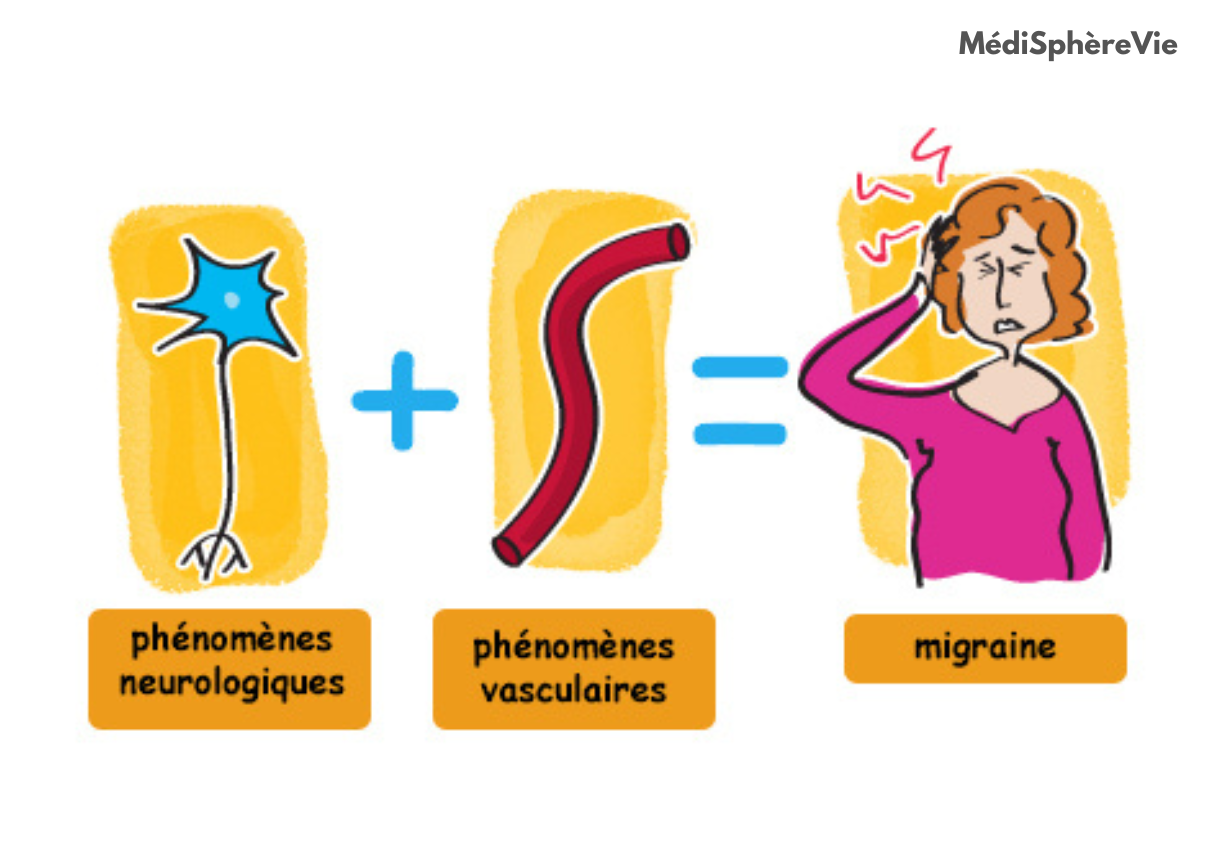 MédiSphèreVie
phénomènes
neurologiques
phénomènes
vasculaires
migraine